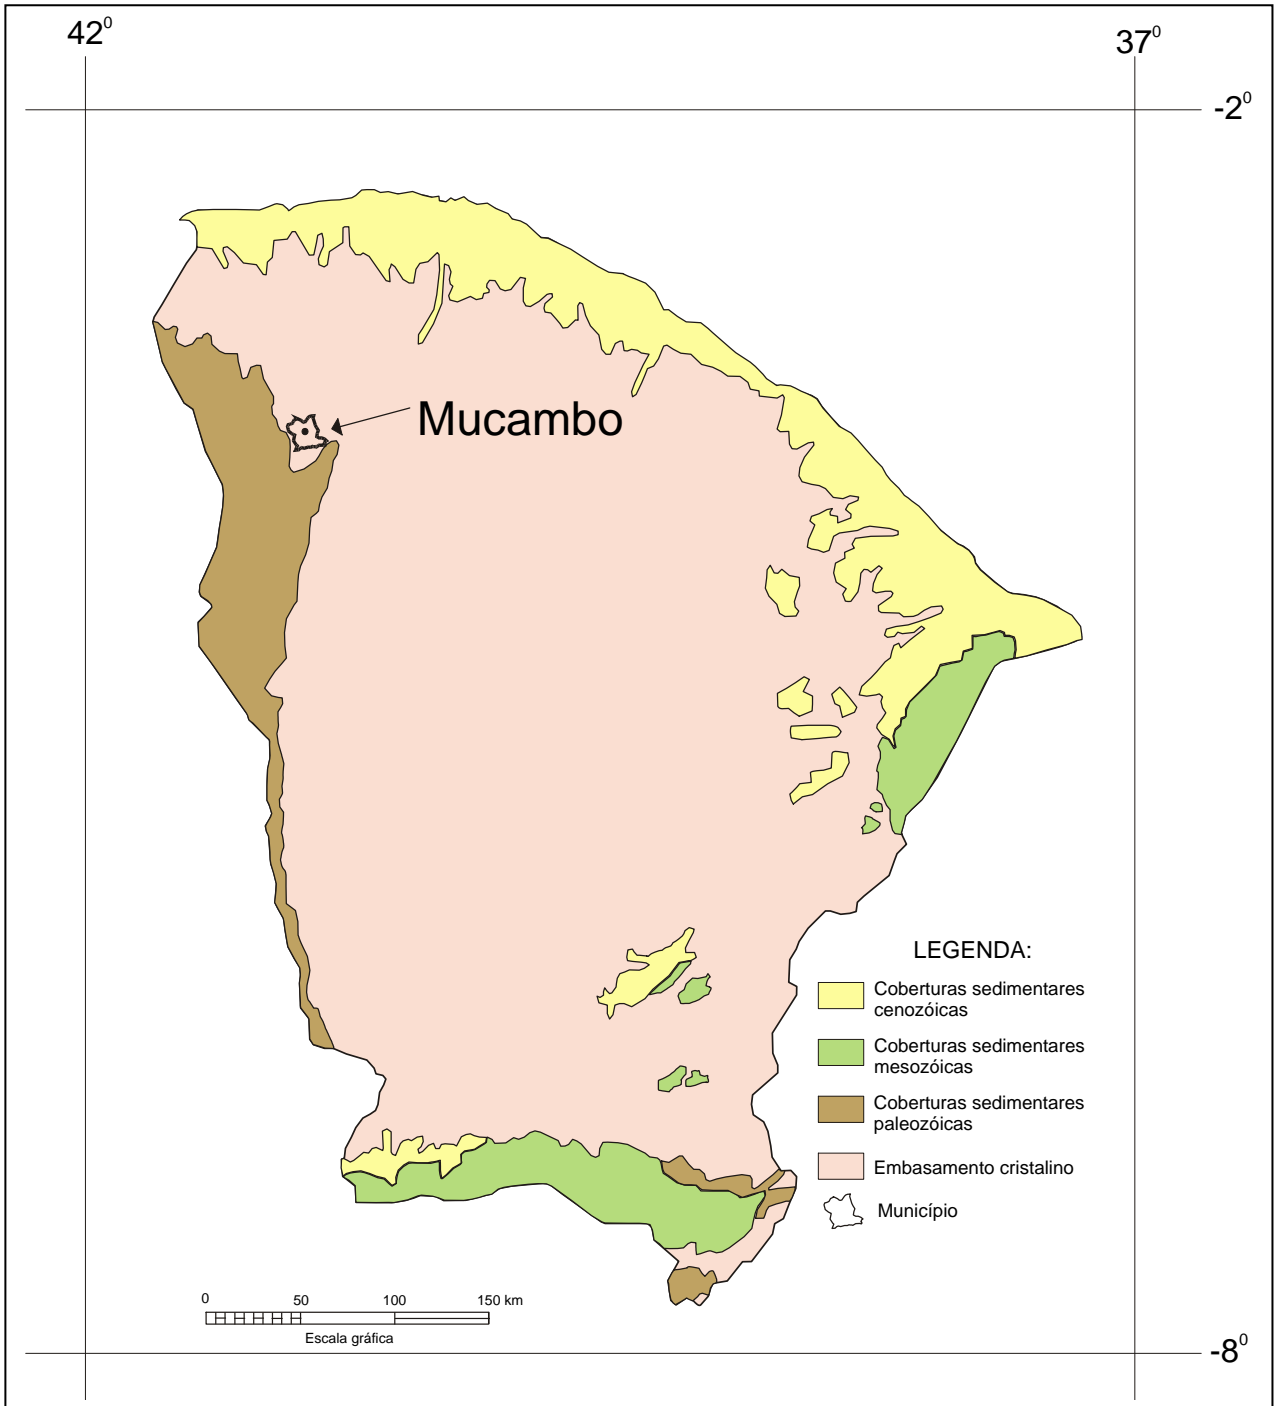 42⁰
37⁰
-2⁰
Mucambo
LEGENDA:
Coberturas sedimentares
cenozóicas
Coberturas sedimentares
mesozóicas
Coberturas sedimentares
paleozóicas
Embasamento cristalino
Município
0 50 100 150 km
Escala gráfica
-8⁰